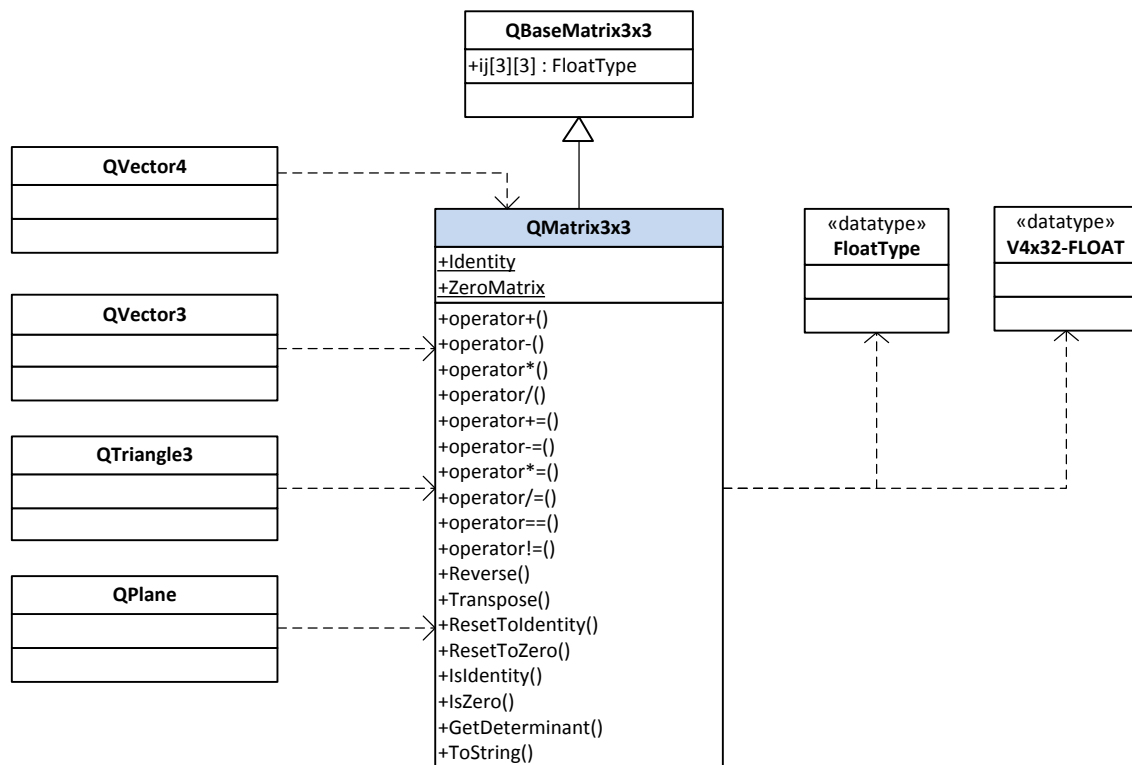 QBaseMatrix3x3
+ij[3][3] : FloatType
QVector4
QVector3
QTriangle3
QPlane
QMatrix3x3
+Identity
+ZeroMatrix
+operator+()
+operator-()
+operator*()
+operator/()
+operator+=()
+operator-=()
+operator*=()
+operator/=()
+operator==()
+operator!=()
+Reverse()
+Transpose()
+ResetToIdentity()
+ResetToZero()
+IsIdentity()
+IsZero()
+GetDeterminant()
+ToString()
«datatype»
FloatType
«datatype»
V4x32-FLOAT